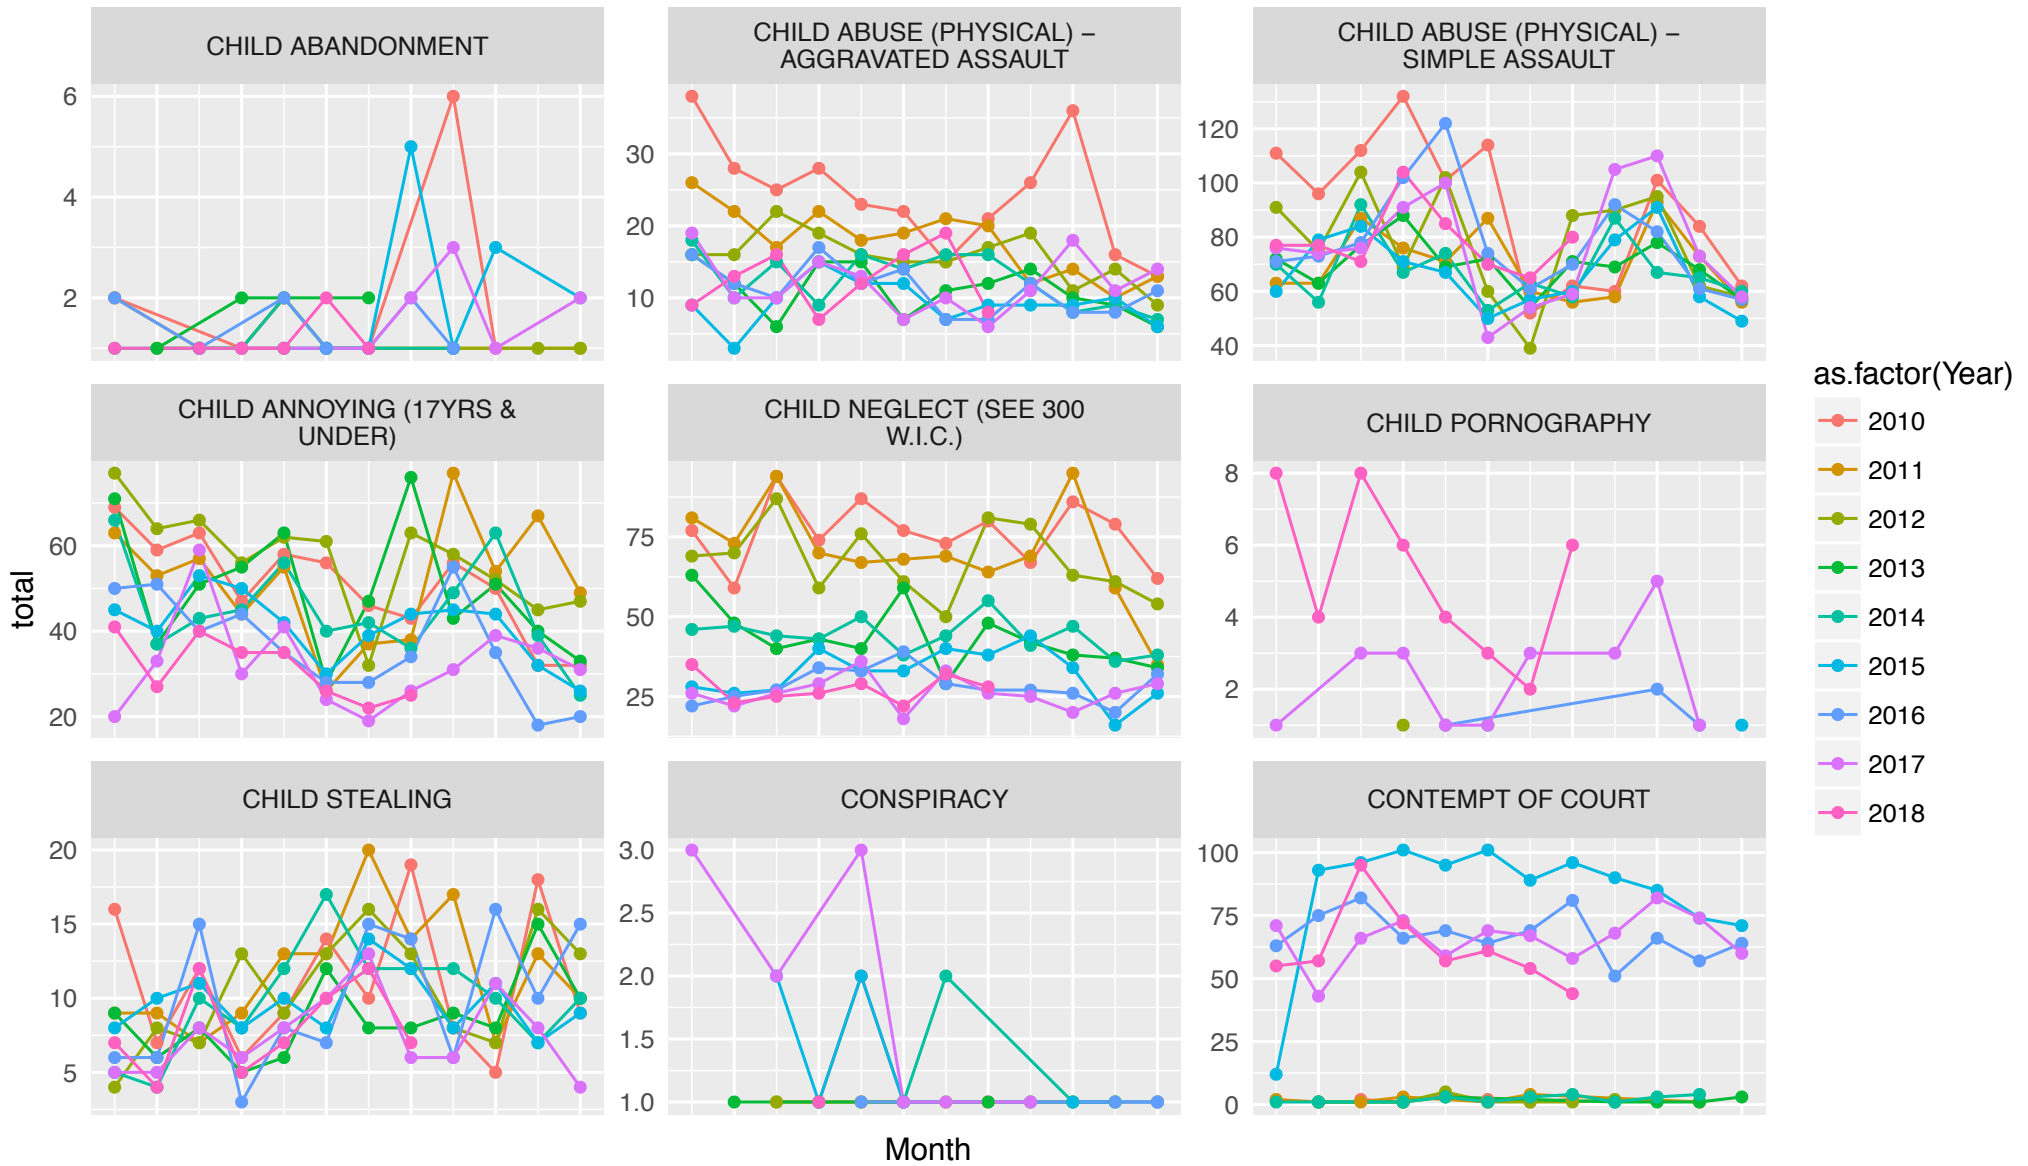 CHILD ABANDONMENT
CHILD ABUSE (PHYSICAL) –
AGGRAVATED ASSAULT
CHILD ABUSE (PHYSICAL) –
SIMPLE ASSAULT
6
4
2
30
20
10
120
100
80
60
40
CHILD ANNOYING (17YRS &
UNDER)
CHILD NEGLECT (SEE 300
W.I.C.)
CHILD PORNOGRAPHY
60
40
20
75
50
25
8
6
4
2
CHILD STEALING
CONSPIRACY
CONTEMPT OF COURT
20
15
10
5
3.0
2.5
2.0
1.5
1.0
100
75
50
25
0
total
Month
as.factor(Year)
2010
2011
2012
2013
2014
2015
2016
2017
2018